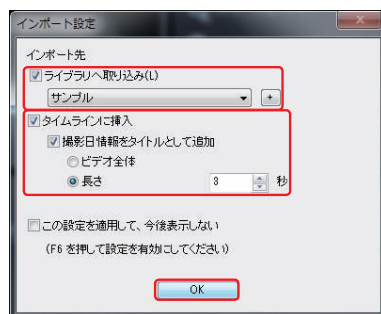 インポート設定
インポート先
ライブラリへ取り込み(L)
サンプル
+
タイムラインに挿入
撮影日情報をタイトルとして追加
ビデオ全体
長さ 3 秒
この設定を適用して、今後表示しない
(F6 を押して設定を有効にしてください)
OK